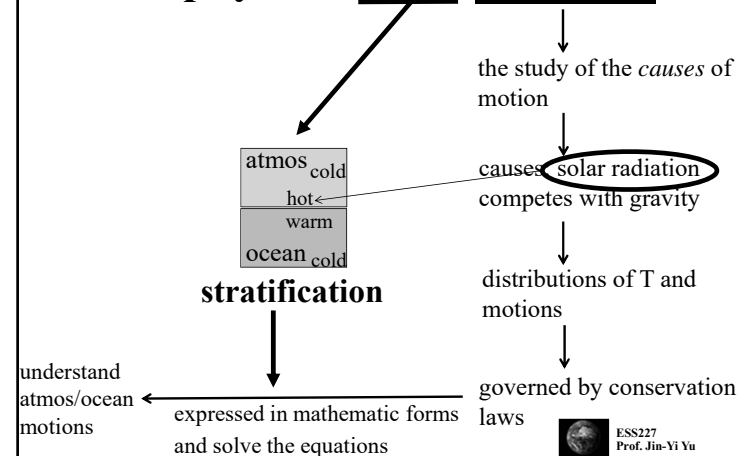 the study of the causes of
motion
atmos cold
hot
warm
ocean cold
stratification
causes: solar radiation
competes with gravity
distributions of T and
motions
governed by conservation
laws
expressed in mathematic forms
and solve the equations
understand
atmos/ocean
motions
ESS227
Prof. Jin-Yi Yu